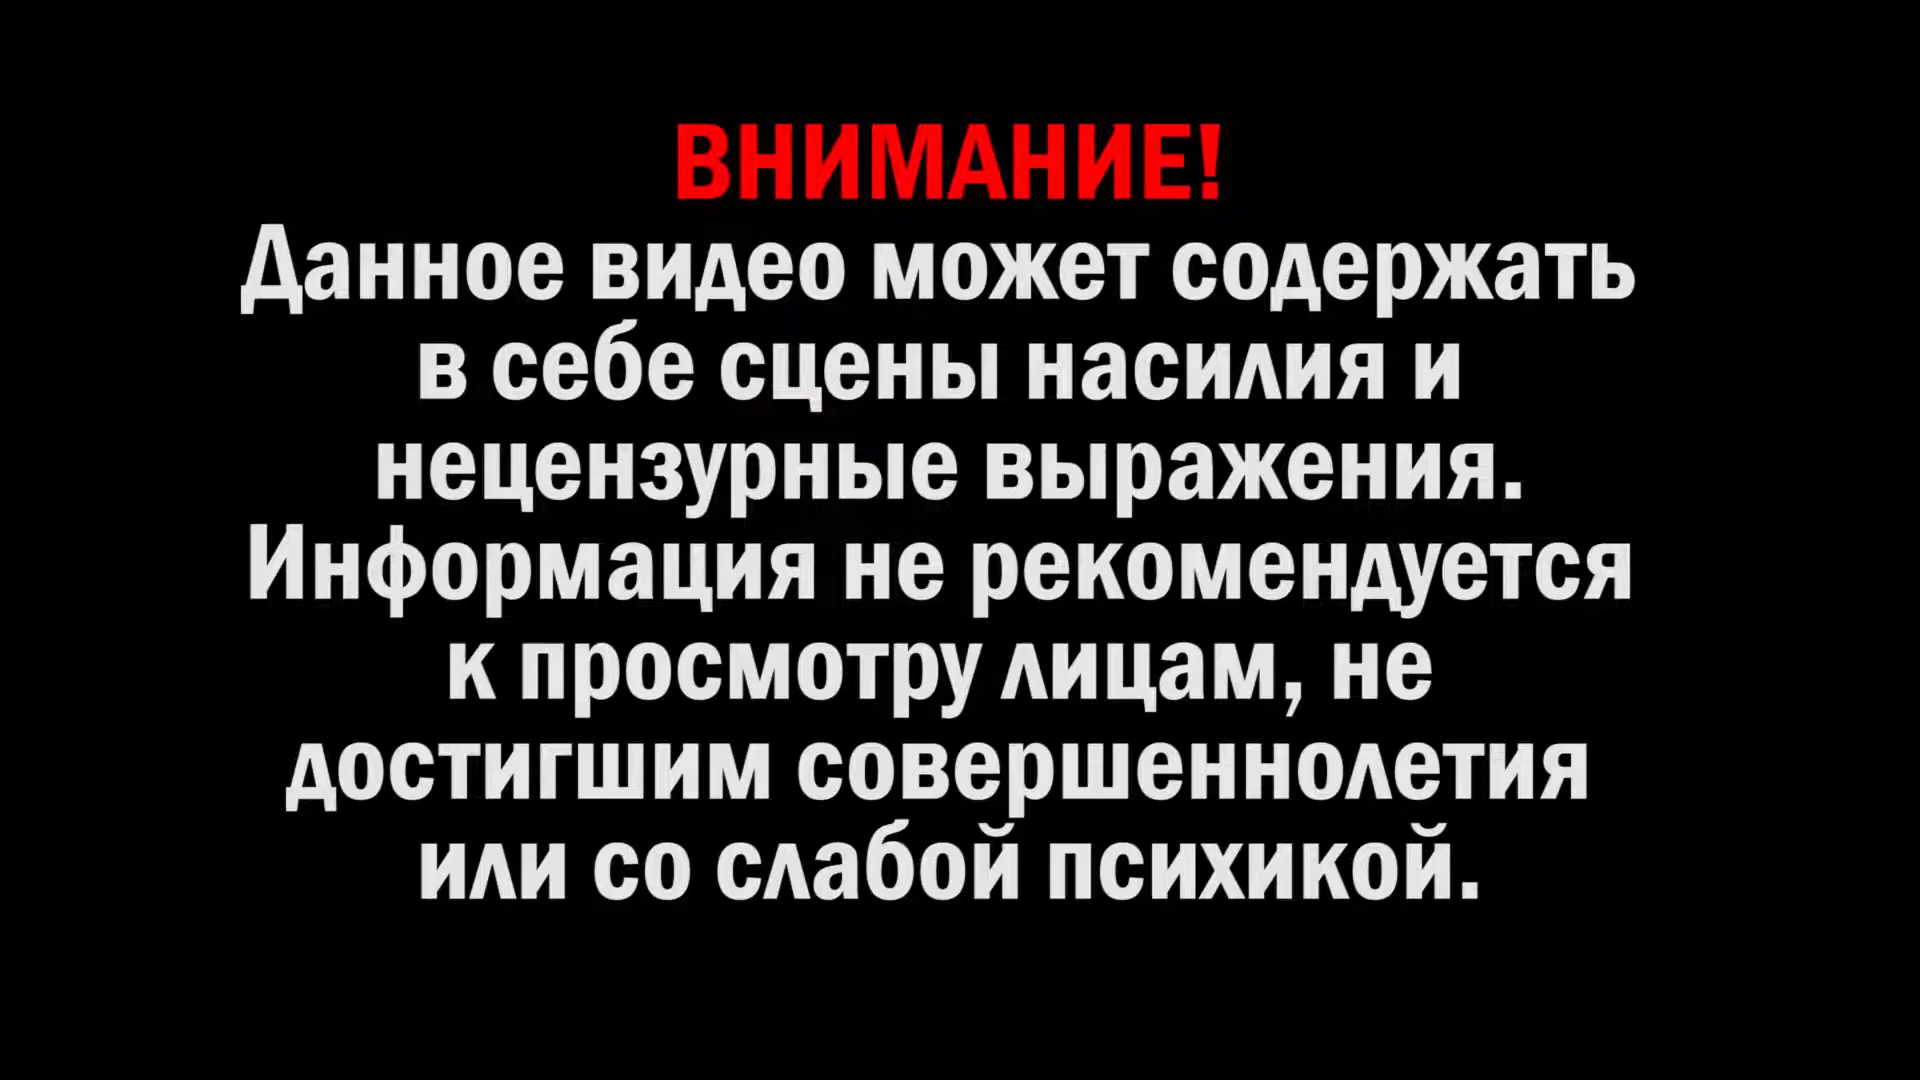 ВНИМАНИЕ!
Данное видео может содержать
в себе сцены насилия и
нецензурные выражения.
Информация не рекомендуется
к просмотру лицам, не
достигшим совершеннолетия
или со слабой психикой.